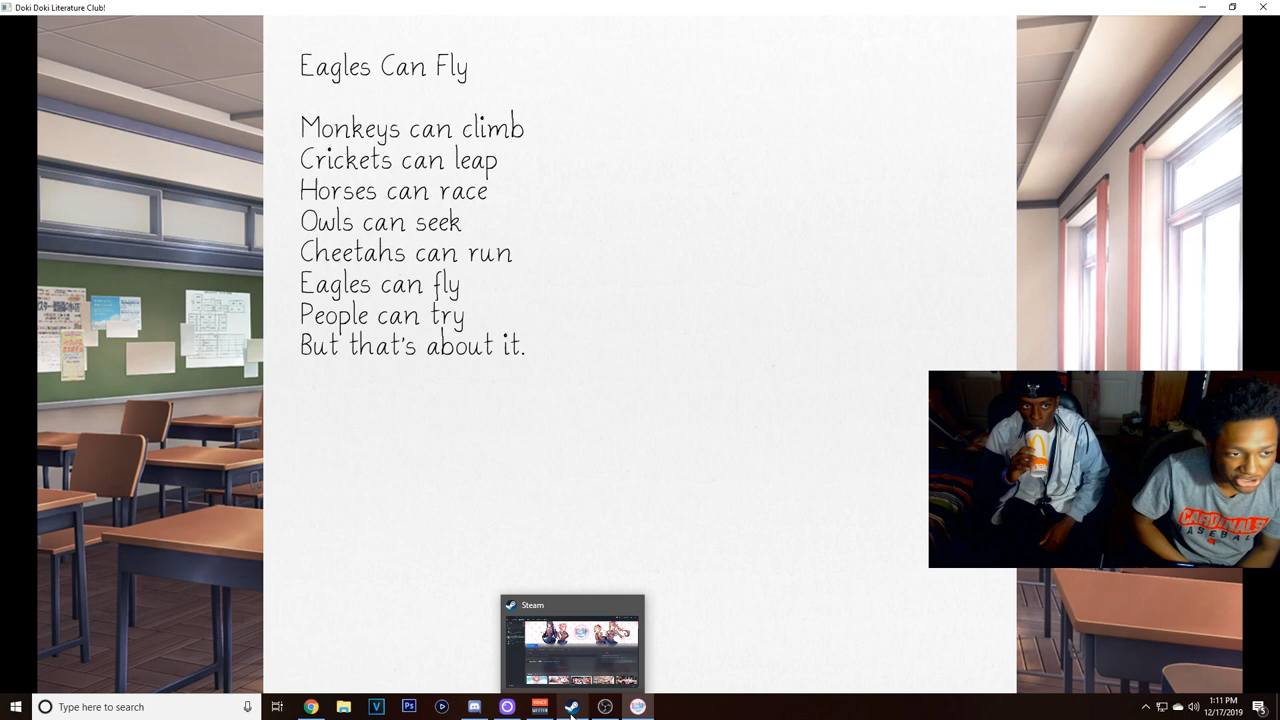 Doki Doki Literature Club!
Eagles Can Fly
Monkeys can climb
Crickets can leap
Horses can race
Owls can seek
Cheetahs can run
Eagles can fly
People can try
But that's about it.
CARDINALS
Steam
Type here to search
1:11 PM
12/17/2019